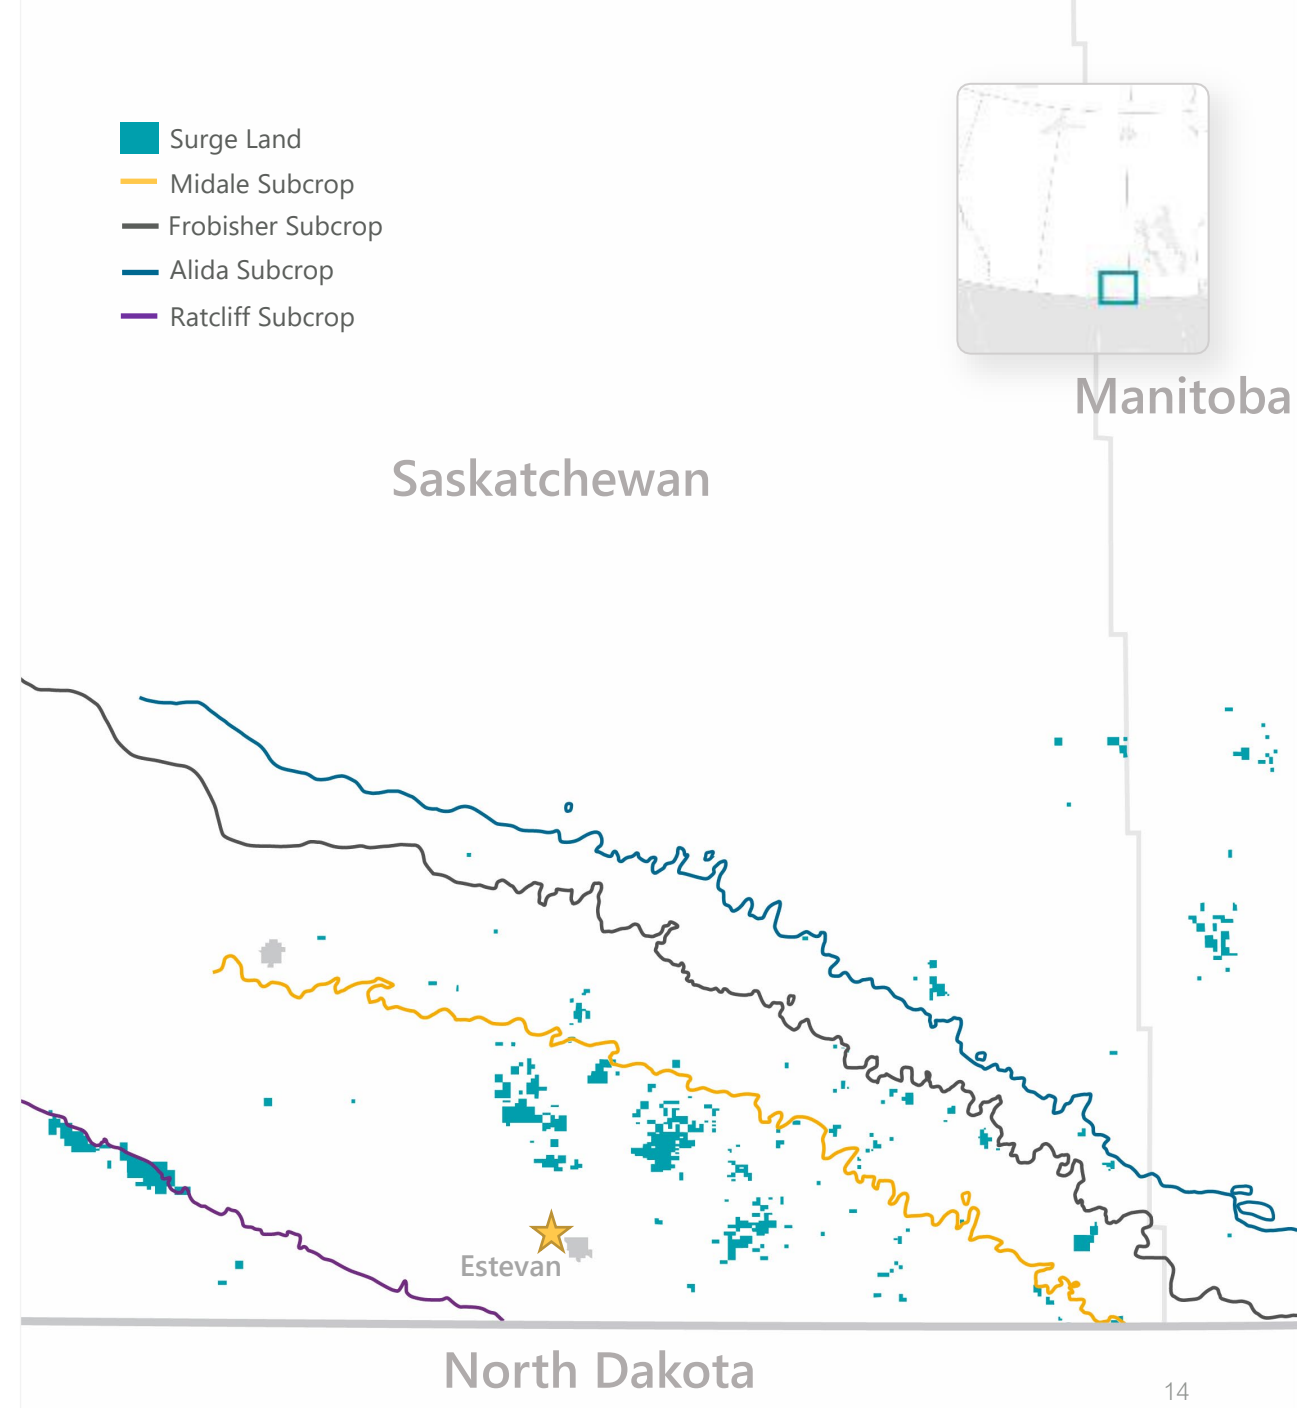 Surge Land
Midale Subcrop
Frobisher Subcrop
Alida Subcrop
Ratcliff Subcrop
Manitoba
Saskatchewan
Estevan
North Dakota
14